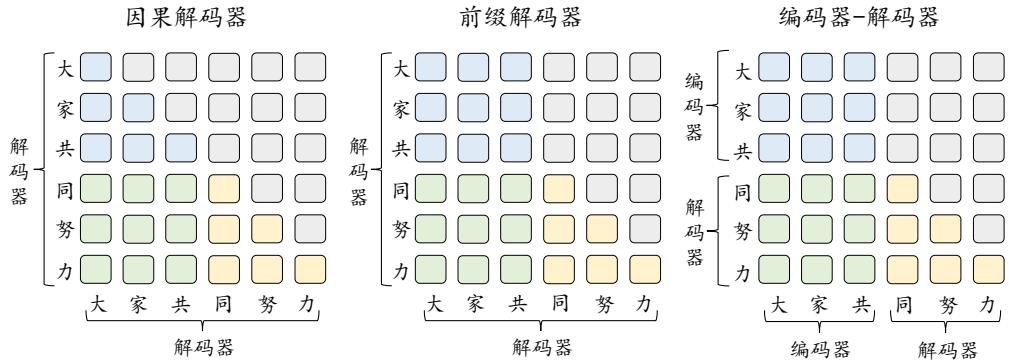 因果解码器
前缀解码器
编码器-解码器
解码器
大
家
共
同
努
力
大 家 共 同 努 力
解码器
解码器
大
家
共
同
努
力
大 家 共 同 努 力
解码器
编码器
解码器
大
家
共
同
努
力
大 家 共 同 努 力
编码器 解码器